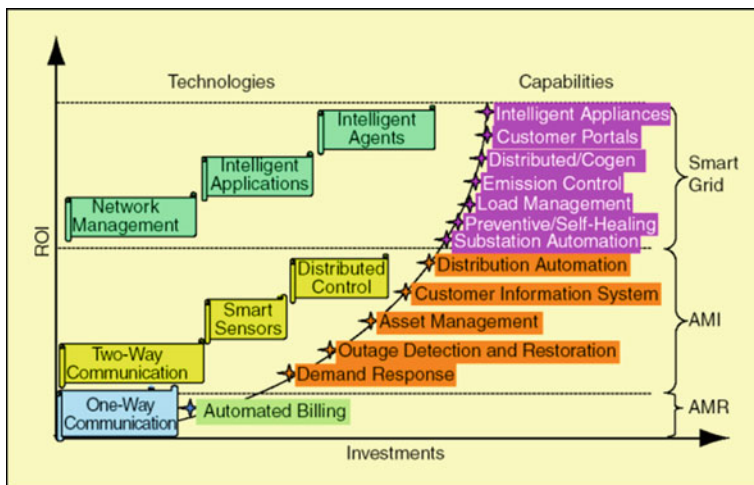 Technologies
Capabilities
Intelligent
Agents
Intelligent
Applications
Network
Management
Intelligent Appliances
Customer Portals
Distributed/Cogen
Emission Control
Load Management
Preventive/Self-Healing
Substation Automation
Smart
Grid
ROI
Distributed
Control
Smart
Sensors
Two-Way
Communication
Distribution Automation
Customer Information System
Asset Management
Outage Detection and Restoration
Demand Response
AMI
One-Way
Communication
Automated Billing
AMR
Investments